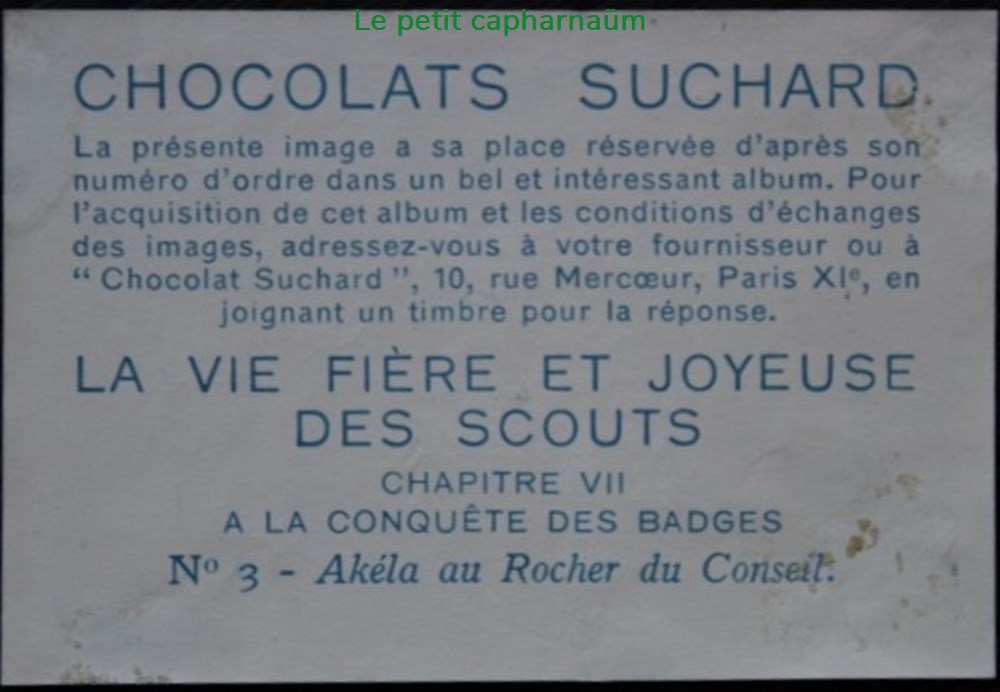 Le petit capharnaüm
CHOCOLATS SUCHARD
La présente image a sa place réservée d'après son
numéro d'ordre dans un bel et intéressant album. Pour
l'acquisition de cet album et les conditions d'échanges
des images, adressez-vous à votre fournisseur ou à
“ Chocolat Suchard ”, 10, rue Mercœur, Paris XIᵉ, en
joignant un timbre pour la réponse.
LA VIE FIÈRE ET JOYEUSE
DES SCOUTS
CHAPITRE VII
A LA CONQUÊTE DES BADGES
Nº 3 - Akéla au Rocher du Conseil.